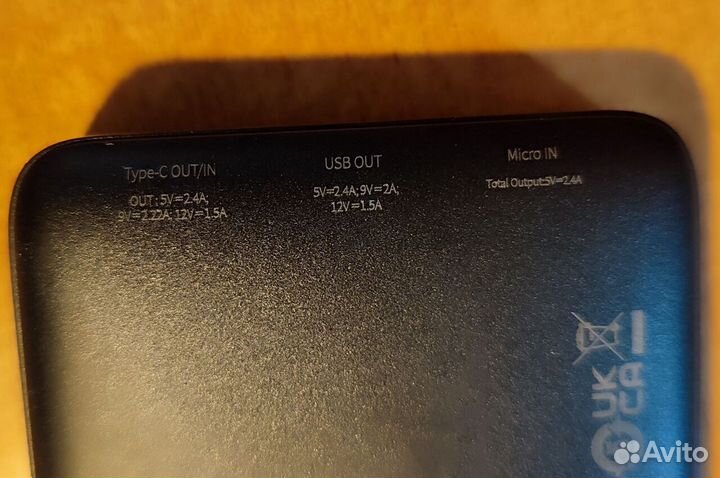 Type-C OUT/IN
OUT : 5V⎓2.4A;
9V⎓2.22A; 12V⎓1.5A
USB OUT
5V⎓2.4A; 9V⎓2A;
12V⎓1.5A
Micro IN
Total Output:5V⎓2.4A
UK
CA
Avito